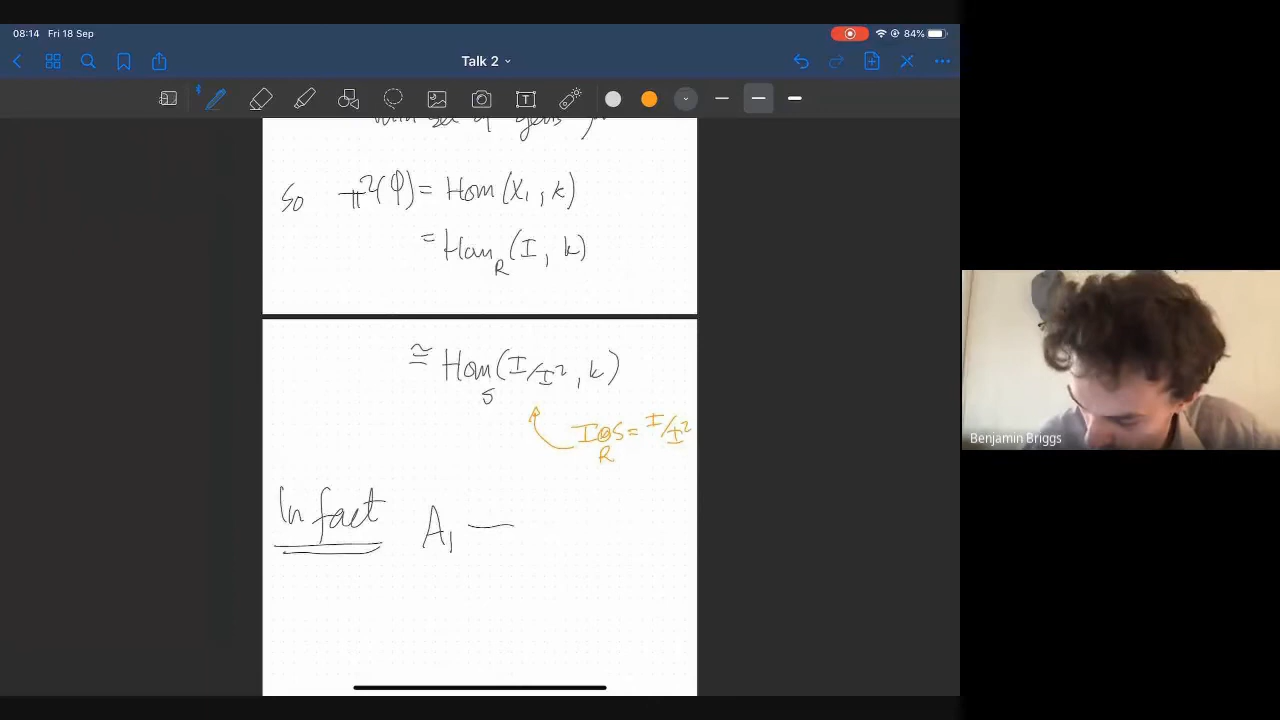 08:14 Fri 18 Sep
84%
Talk 2
So π²(φ) = Hom(X₁, k)
= Hom_R(I, k)
≅ Hom_S(I/I², k)
I⊗_R S = I/I²
In fact A₁ —
Benjamin Briggs